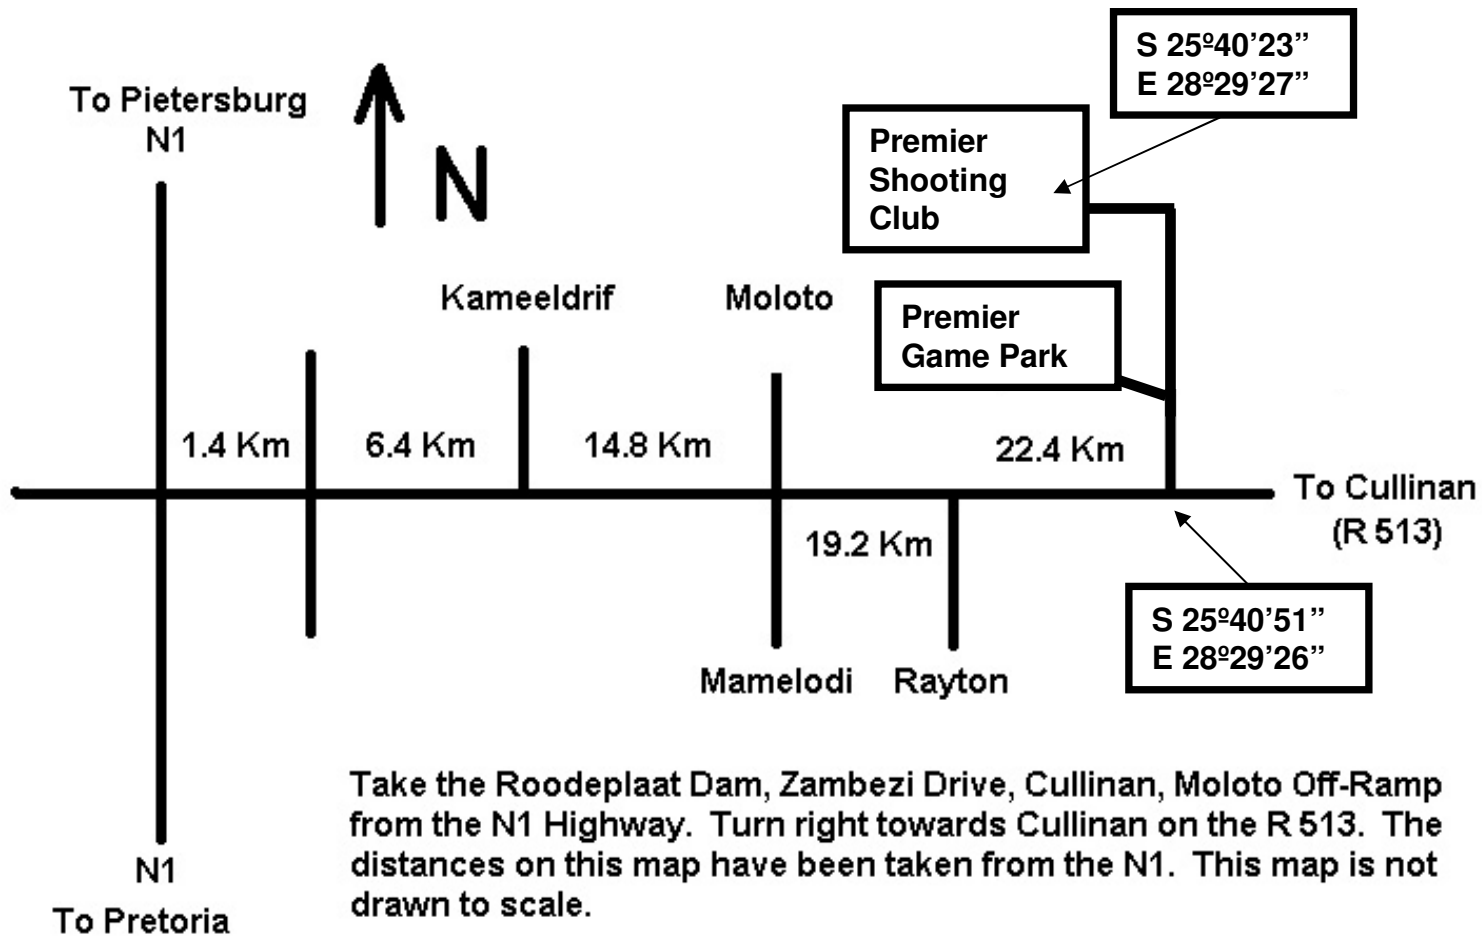 S 25º40’23”
E 28º29’27”
To Pietersburg
N1
N
Premier
Shooting
Club
Kameeldrif
Moloto
Premier
Game Park
1.4 Km
6.4 Km
14.8 Km
22.4 Km
To Cullinan
(R 513)
19.2 Km
S 25º40’51”
E 28º29’26”
Mamelodi
Rayton
Take the Roodeplaat Dam, Zambezi Drive, Cullinan, Moloto Off-Ramp
from the N1 Highway. Turn right towards Cullinan on the R 513. The
distances on this map have been taken from the N1. This map is not
drawn to scale.
N1
To Pretoria